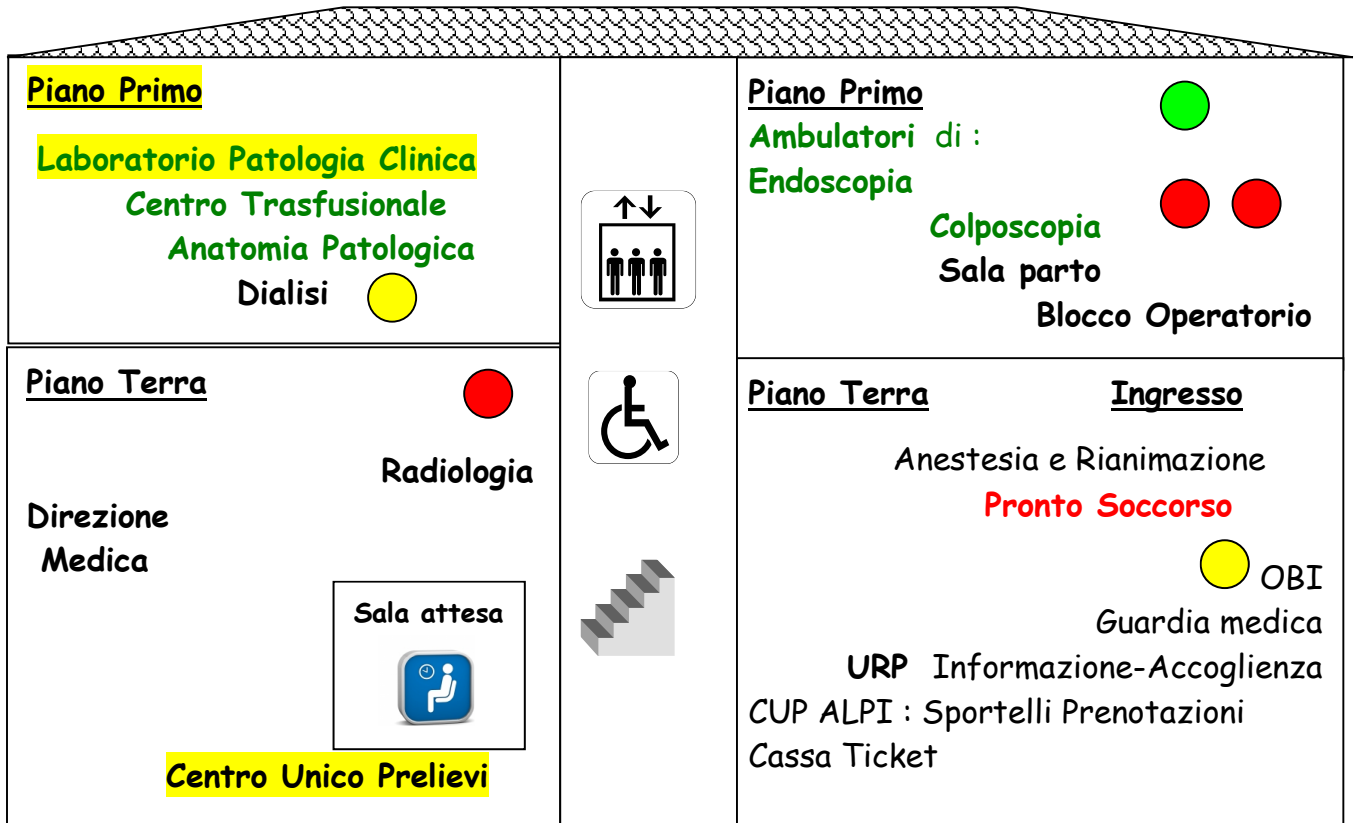 Piano Primo
Laboratorio Patologia Clinica
Centro Trasfusionale
Anatomia Patologica
Dialisi
Piano Primo
Ambulatori di :
Endoscopia
Colposcopia
Sala parto
Blocco Operatorio
Piano Terra
Radiologia
Direzione
Medica
Sala attesa
Centro Unico Prelievi
Piano Terra Ingresso
Anestesia e Rianimazione
Pronto Soccorso
OBI
Guardia medica
URP Informazione-Accoglienza
CUP ALPI : Sportelli Prenotazioni
Cassa Ticket